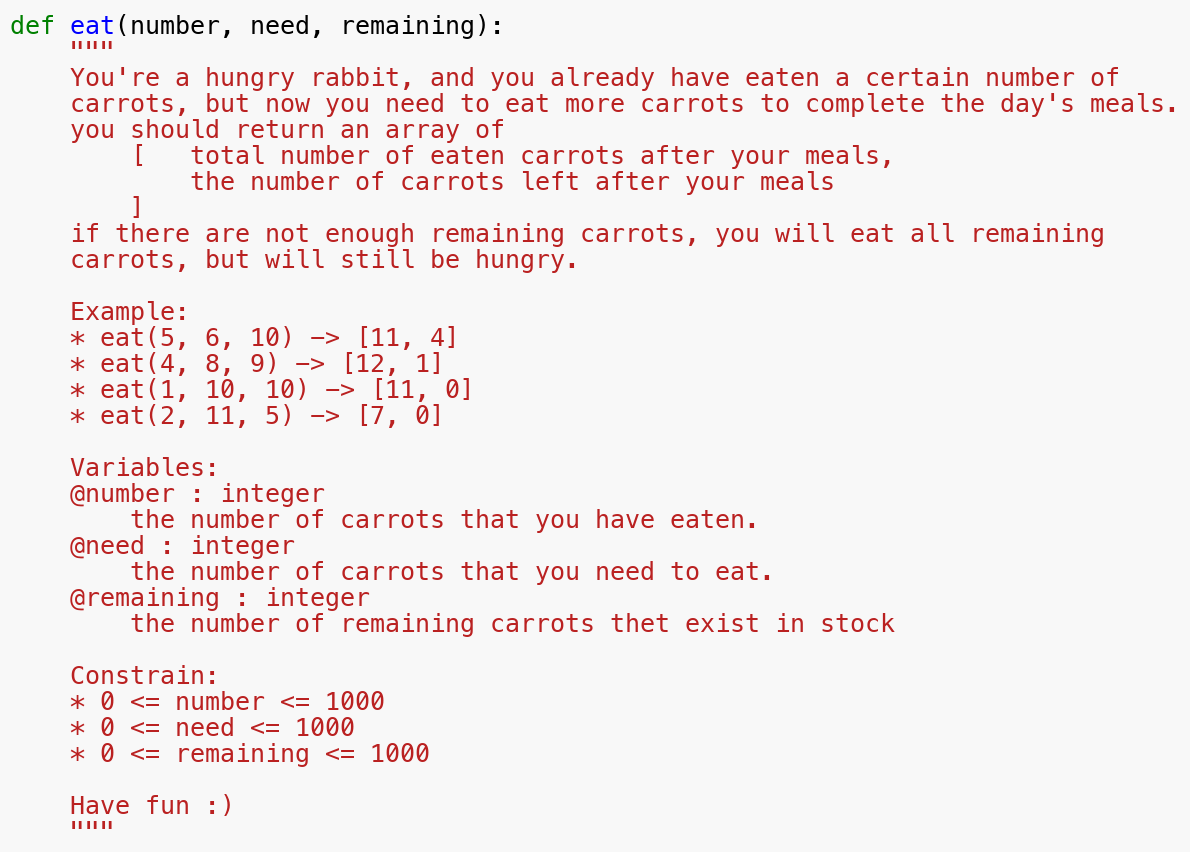 def eat(number, need, remaining):
    """
    You're a hungry rabbit, and you already have eaten a certain number of
    carrots, but now you need to eat more carrots to complete the day's meals.
    you should return an array of
        [   total number of eaten carrots after your meals,
            the number of carrots left after your meals
        ]
    if there are not enough remaining carrots, you will eat all remaining
    carrots, but will still be hungry.

    Example:
    * eat(5, 6, 10) -> [11, 4]
    * eat(4, 8, 9) -> [12, 1]
    * eat(1, 10, 10) -> [11, 0]
    * eat(2, 11, 5) -> [7, 0]

    Variables:
    @number : integer
        the number of carrots that you have eaten.
    @need : integer
        the number of carrots that you need to eat.
    @remaining : integer
        the number of remaining carrots thet exist in stock

    Constrain:
    * 0 <= number <= 1000
    * 0 <= need <= 1000
    * 0 <= remaining <= 1000

    Have fun :)
    """